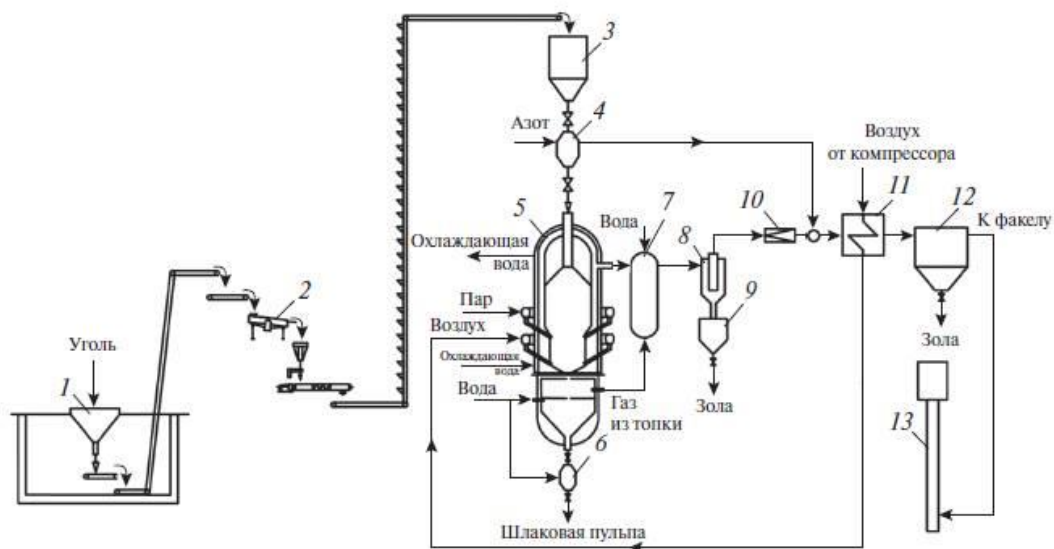 3
Азот
4
Воздух
от компрессора
11
10
12
К факелу
5
Вода
7
8
Охлаждающая
вода
2
9
Пар
Воздух
Зола
Уголь
Охлаждающая
вода
1
Вода
Газ
из топки
Зола
13
6
Шлаковая пульпа